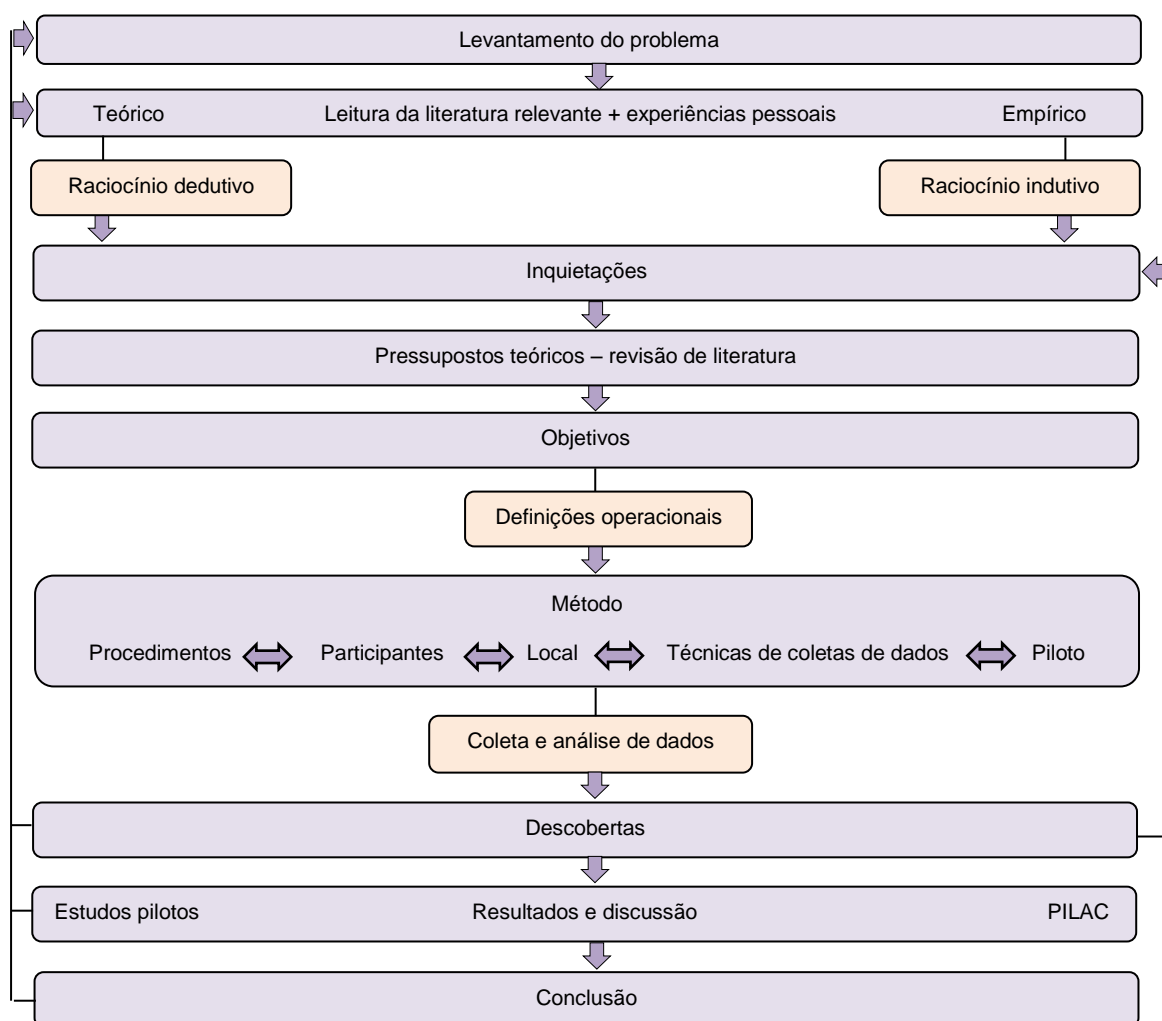 Levantamento do problema
Teórico Leitura da literatura relevante + experiências pessoais Empírico
Raciocínio dedutivo Raciocínio indutivo
Inquietações
Pressupostos teóricos – revisão de literatura
Objetivos
Definições operacionais
Método
Procedimentos Participantes Local Técnicas de coletas de dados Piloto
Coleta e análise de dados
Descobertas
Estudos pilotos Resultados e discussão PILAC
Conclusão